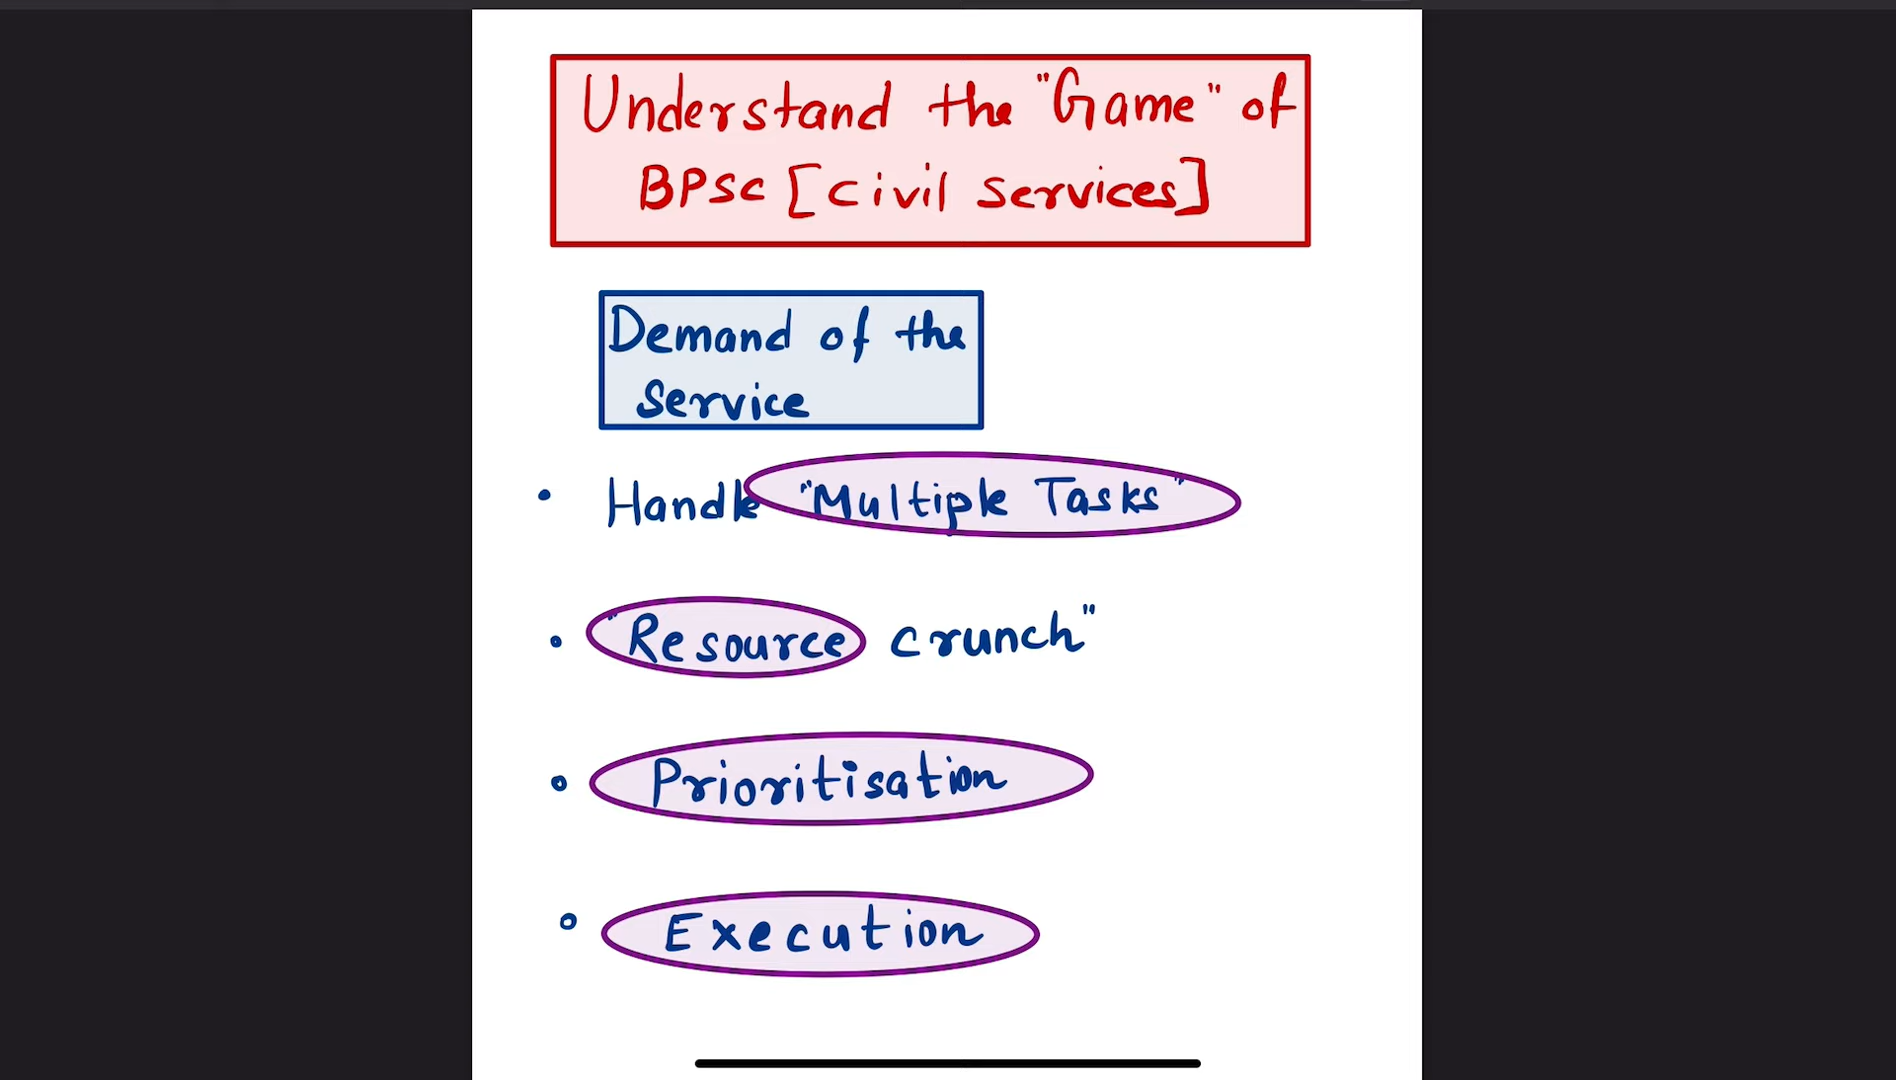 Understand the "Game" of
BPSC [Civil Services]
Demand of the
Service
• Handle "Multiple Tasks"
• "Resource crunch"
• Prioritisation
• Execution